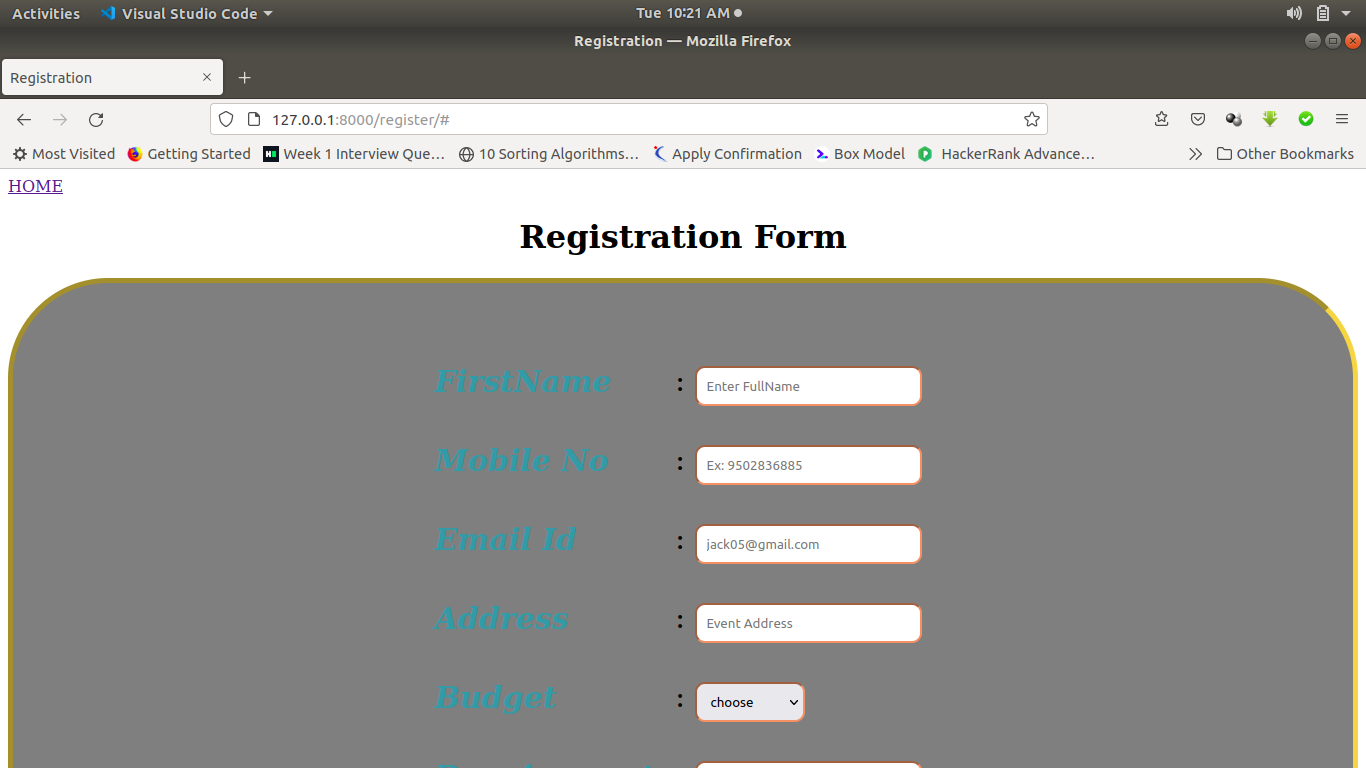 Activities Visual Studio Code Tue 10:21 AM
Registration — Mozilla Firefox
Registration
127.0.0.1:8000/register/#
Most Visited Getting Started Week 1 Interview Que… 10 Sorting Algorithms… Apply Confirmation Box Model HackerRank Advance… Other Bookmarks
HOME
Registration Form
FirstName : Enter FullName
Mobile No : Ex: 9502836885
Email Id : jack05@gmail.com
Address : Event Address
Budget : choose